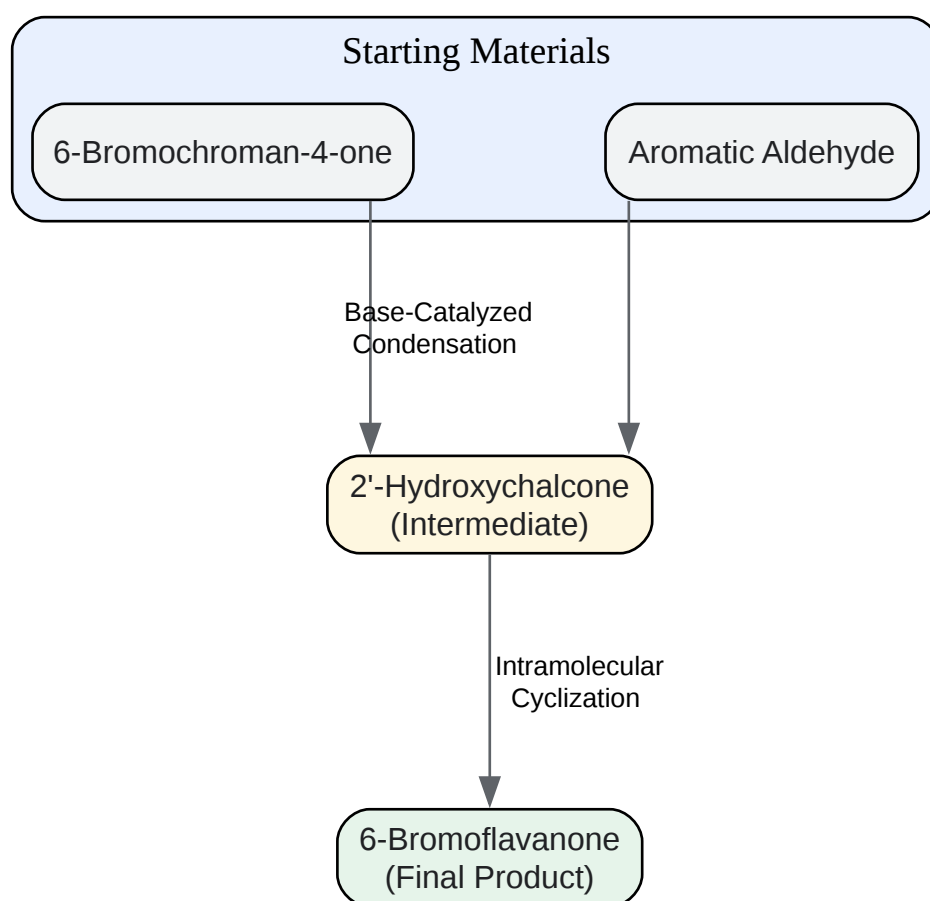 Starting Materials
6-Bromochroman-4-one
Aromatic Aldehyde
Base-Catalyzed
Condensation
2'-Hydroxychalcone
(Intermediate)
Intramolecular
Cyclization
6-Bromoflavanone
(Final Product)